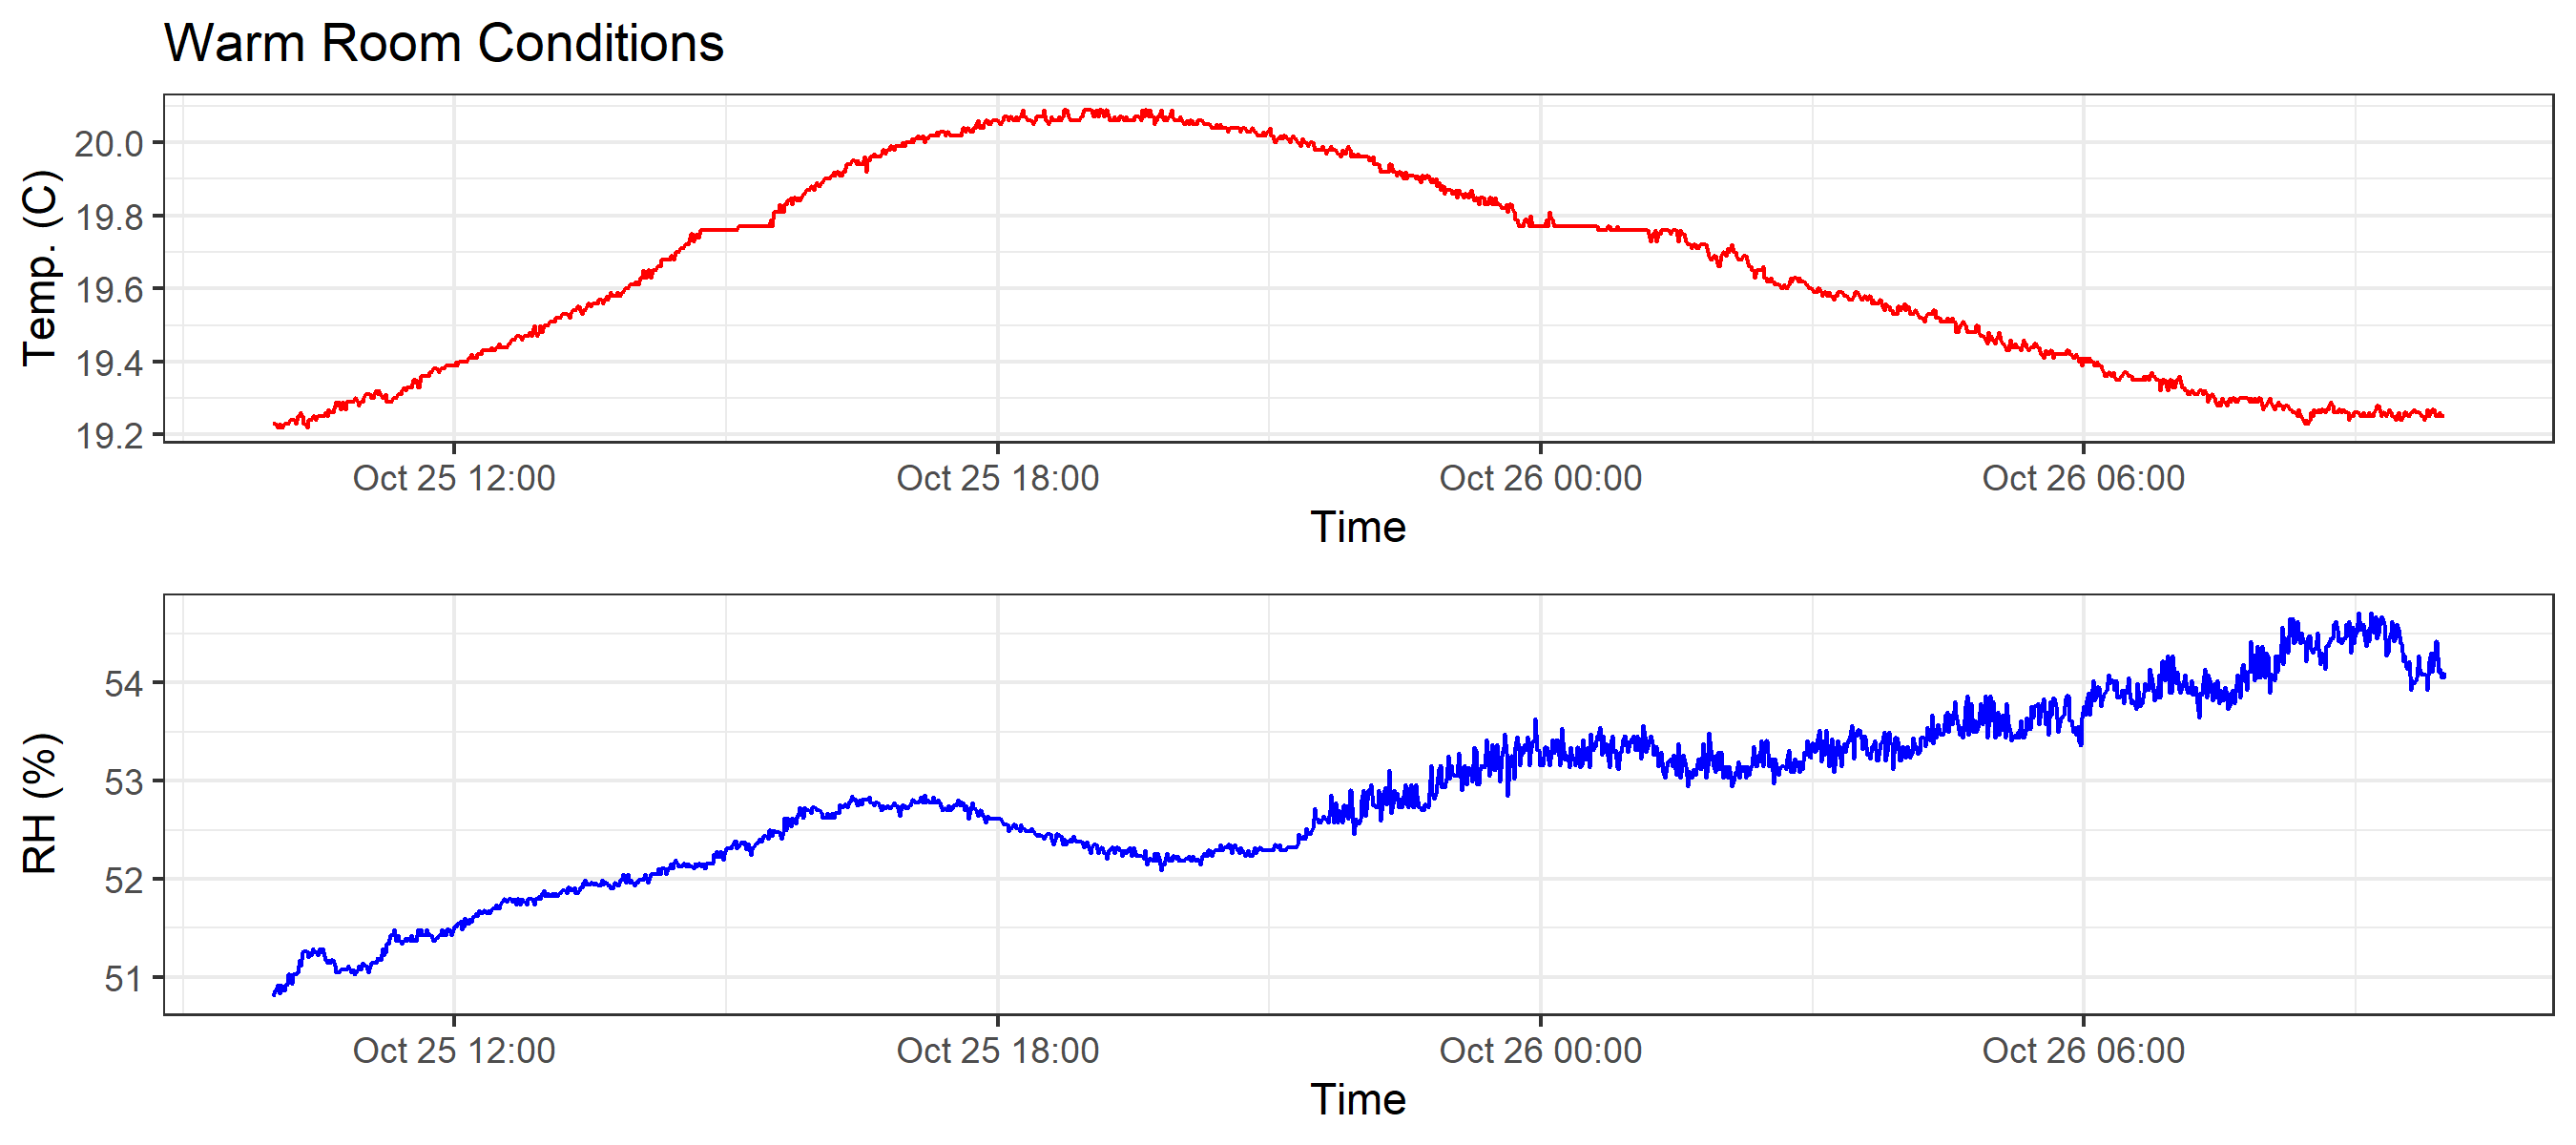 Warm Room Conditions
Temp. (C)
20.0
19.8
19.6
19.4
19.2
Oct 25 12:00 Oct 25 18:00 Oct 26 00:00 Oct 26 06:00
Time
RH (%)
54
53
52
51
Oct 25 12:00 Oct 25 18:00 Oct 26 00:00 Oct 26 06:00
Time